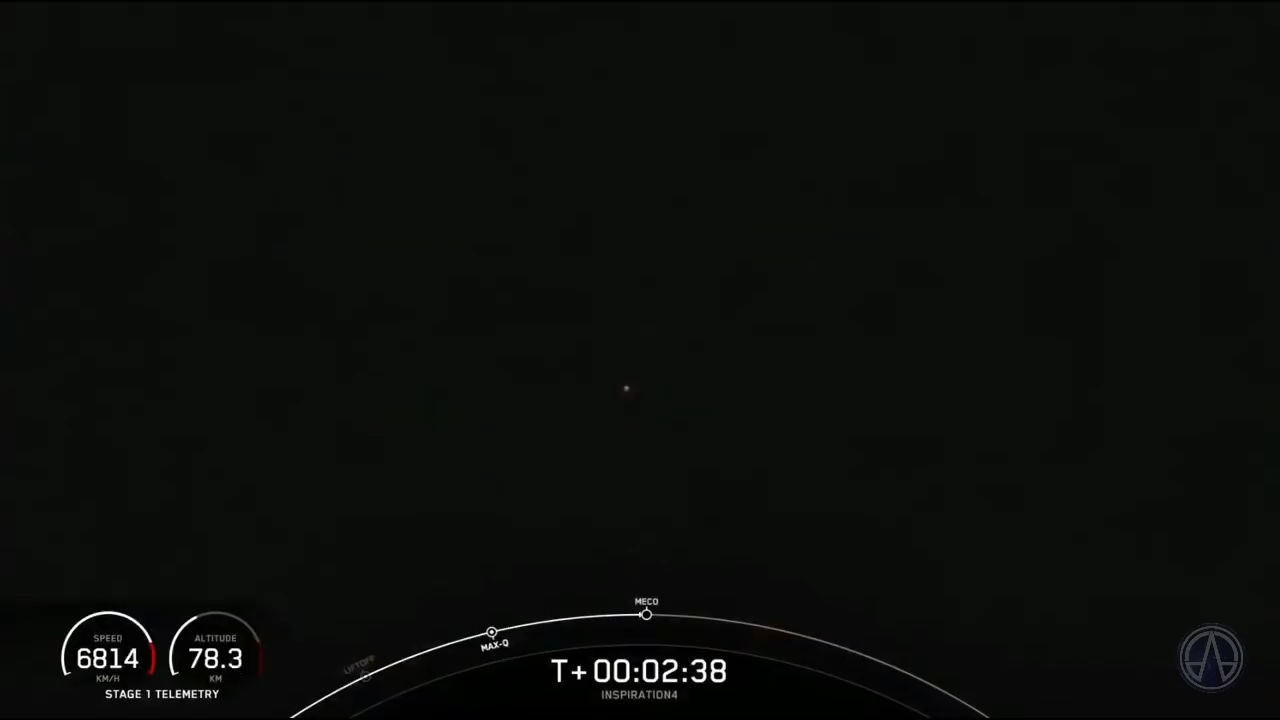 MECO
MAX-Q
LIFTOFF
SPEED
6814
KM/H
ALTITUDE
78.3
KM
STAGE 1 TELEMETRY
T+00:02:38
INSPIRATION4